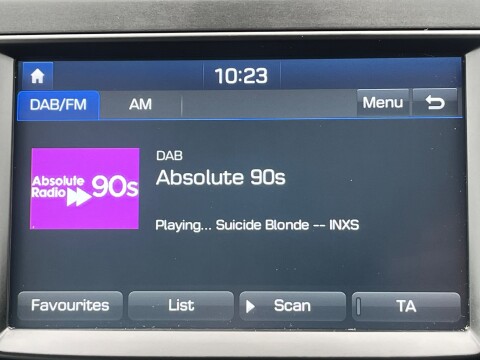 10:23
DAB/FM AM Menu
DAB
Absolute 90s
Absolute
Radio 90s
Playing... Suicide Blonde -- INXS
Favourites List Scan TA